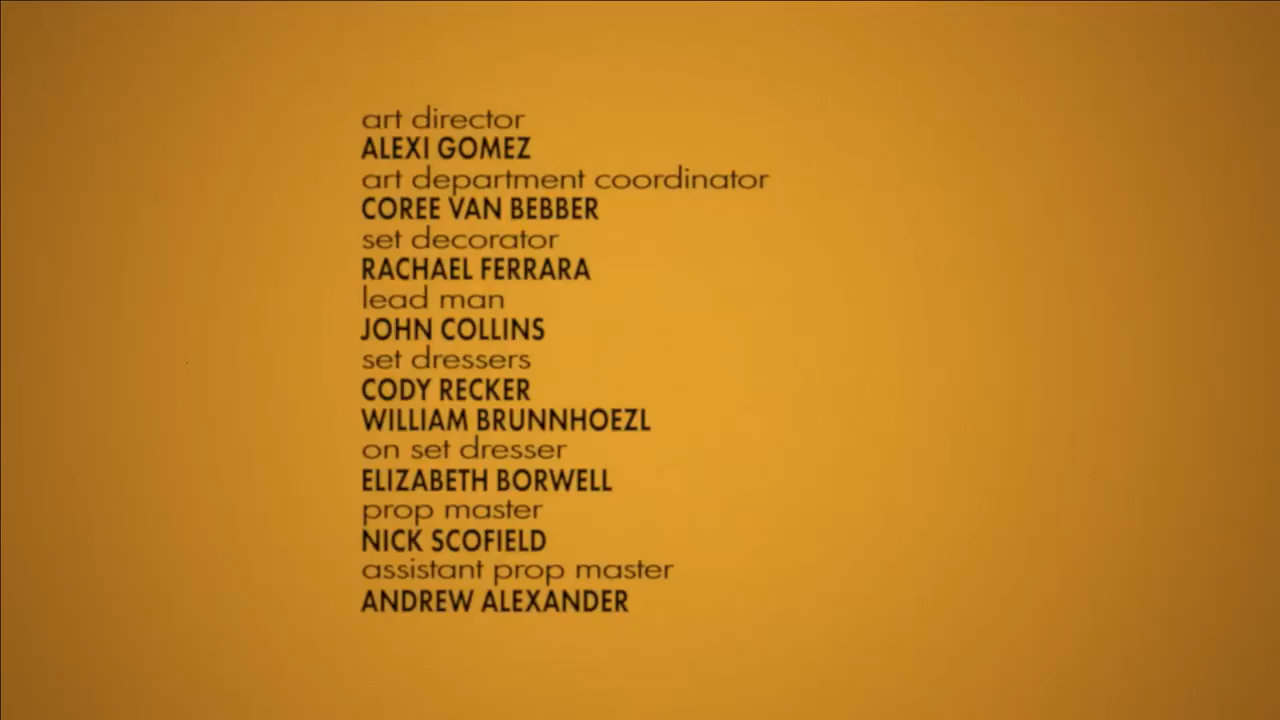 art director
ALEXI GOMEZ
art department coordinator
COREE VAN BEBBER
set decorator
RACHAEL FERRARA
lead man
JOHN COLLINS
set dressers
CODY RECKER
WILLIAM BRUNNHOEZL
on set dresser
ELIZABETH BORWELL
prop master
NICK SCOFIELD
assistant prop master
ANDREW ALEXANDER